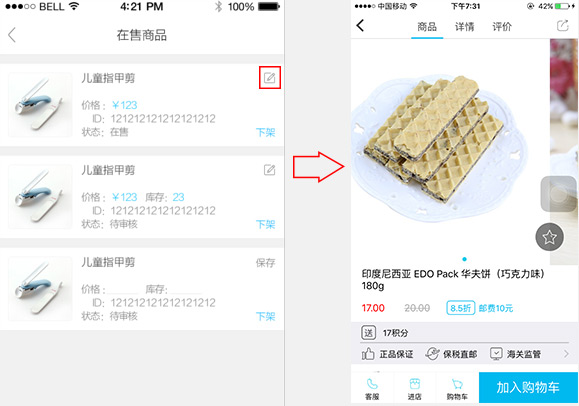 BELL 4:21 PM 100%
在售商品
儿童指甲剪
价格：￥123
ID: 121212121212121212
状态：在售 下架
儿童指甲剪
价格：￥123 库存：23
ID: 121212121212121212
状态：待审核 下架
儿童指甲剪 保存
价格： 库存：
ID: 121212121212121212
状态：待审核 下架
中国移动 下午7:31 42%
商品 详情 评价
印度尼西亚 EDO Pack 华夫饼（巧克力味）
180g
17.00 20.00 8.5折 邮费10元
送 17积分
正品保证 保税直邮 海关监管
客服 进店 购物车 加入购物车